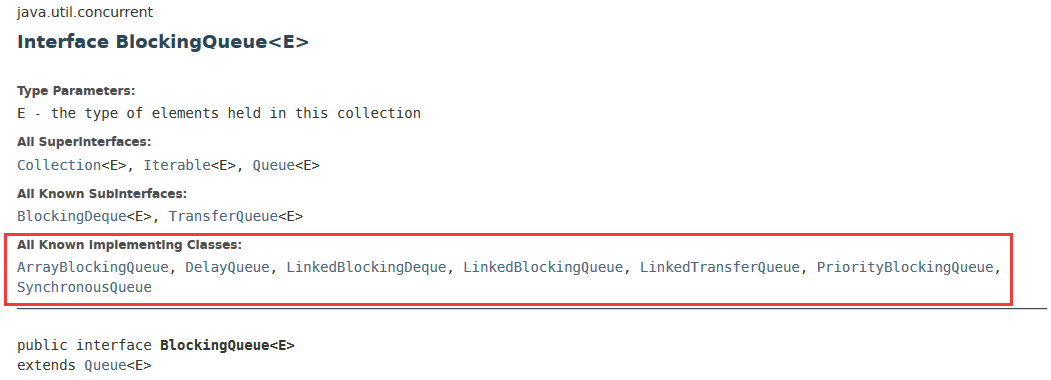 java.util.concurrent
Interface BlockingQueue<E>
Type Parameters:
E - the type of elements held in this collection
All Superinterfaces:
Collection<E>, Iterable<E>, Queue<E>
All Known Subinterfaces:
BlockingDeque<E>, TransferQueue<E>
All Known Implementing Classes:
ArrayBlockingQueue, DelayQueue, LinkedBlockingDeque, LinkedBlockingQueue, LinkedTransferQueue, PriorityBlockingQueue,
SynchronousQueue
public interface BlockingQueue<E>
extends Queue<E>